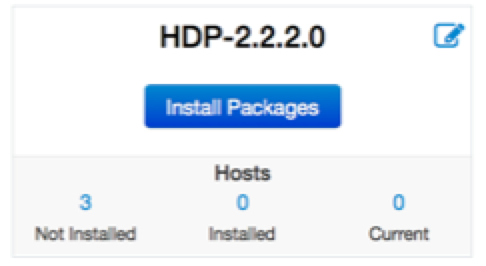 HDP-2.2.2.0
Install Packages
Hosts
3 0 0
Not Installed Installed Current